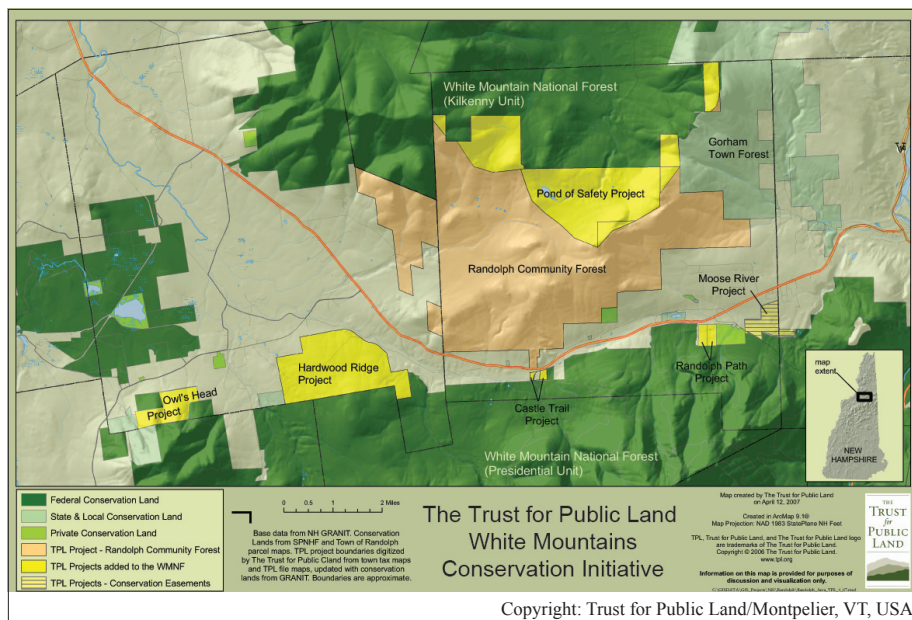 White Mountain National Forest
(Kilkenny Unit)
Gorham
Town Forest
Pond of Safety Project
Randolph Community Forest
Moose River
Project
Hardwood Ridge
Project
Owl's Head
Project
Randolph Path
Project
Castle Trail
Project
White Mountain National Forest
(Presidential Unit)
map
extent
NEW
HAMPSHIRE
Federal Conservation Land
State & Local Conservation Land
Private Conservation Land
TPL Project - Randolph Community Forest
TPL Projects added to the WMNF
TPL Projects - Conservation Easements
0 0.5 1 2 Miles
Base data from NH GRANIT. Conservation
Lands from SPNHF and Town of Randolph
parcel maps. TPL project boundaries digitized
by The Trust for Public Cland from town tax maps
and TPL file maps, updated with conservation
lands from GRANIT. Boundaries are approximate.
The Trust for Public Land
White Mountains
Conservation Initiative
Map created by The Trust for Public Land
on April 12, 2007
Created in ArcMap 9.1®
Map Projection: NAD 1983 StatePlane NH Feet
TPL, Trust for Public Land, and The Trust for Public Land logo
are trademarks of The Trust for Public Land.
Copyright © 2006 The Trust for Public Land.
www.tpl.org
Information on this map is provided for purposes of
discussion and visualization only.
THE
TRUST
for
PUBLIC
LAND
Copyright: Trust for Public Land/Montpelier, VT, USA